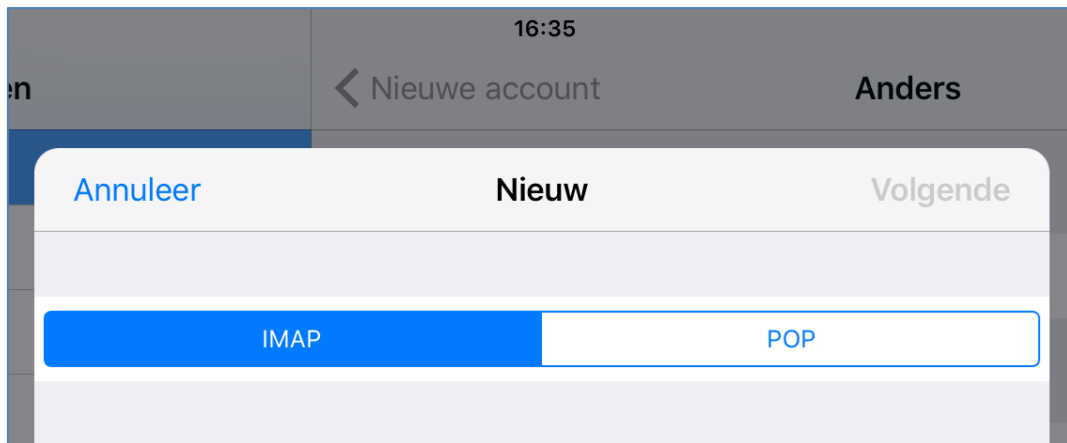 16:35
en
Nieuwe account
Anders
Annuleer
Nieuw
Volgende
IMAP
POP